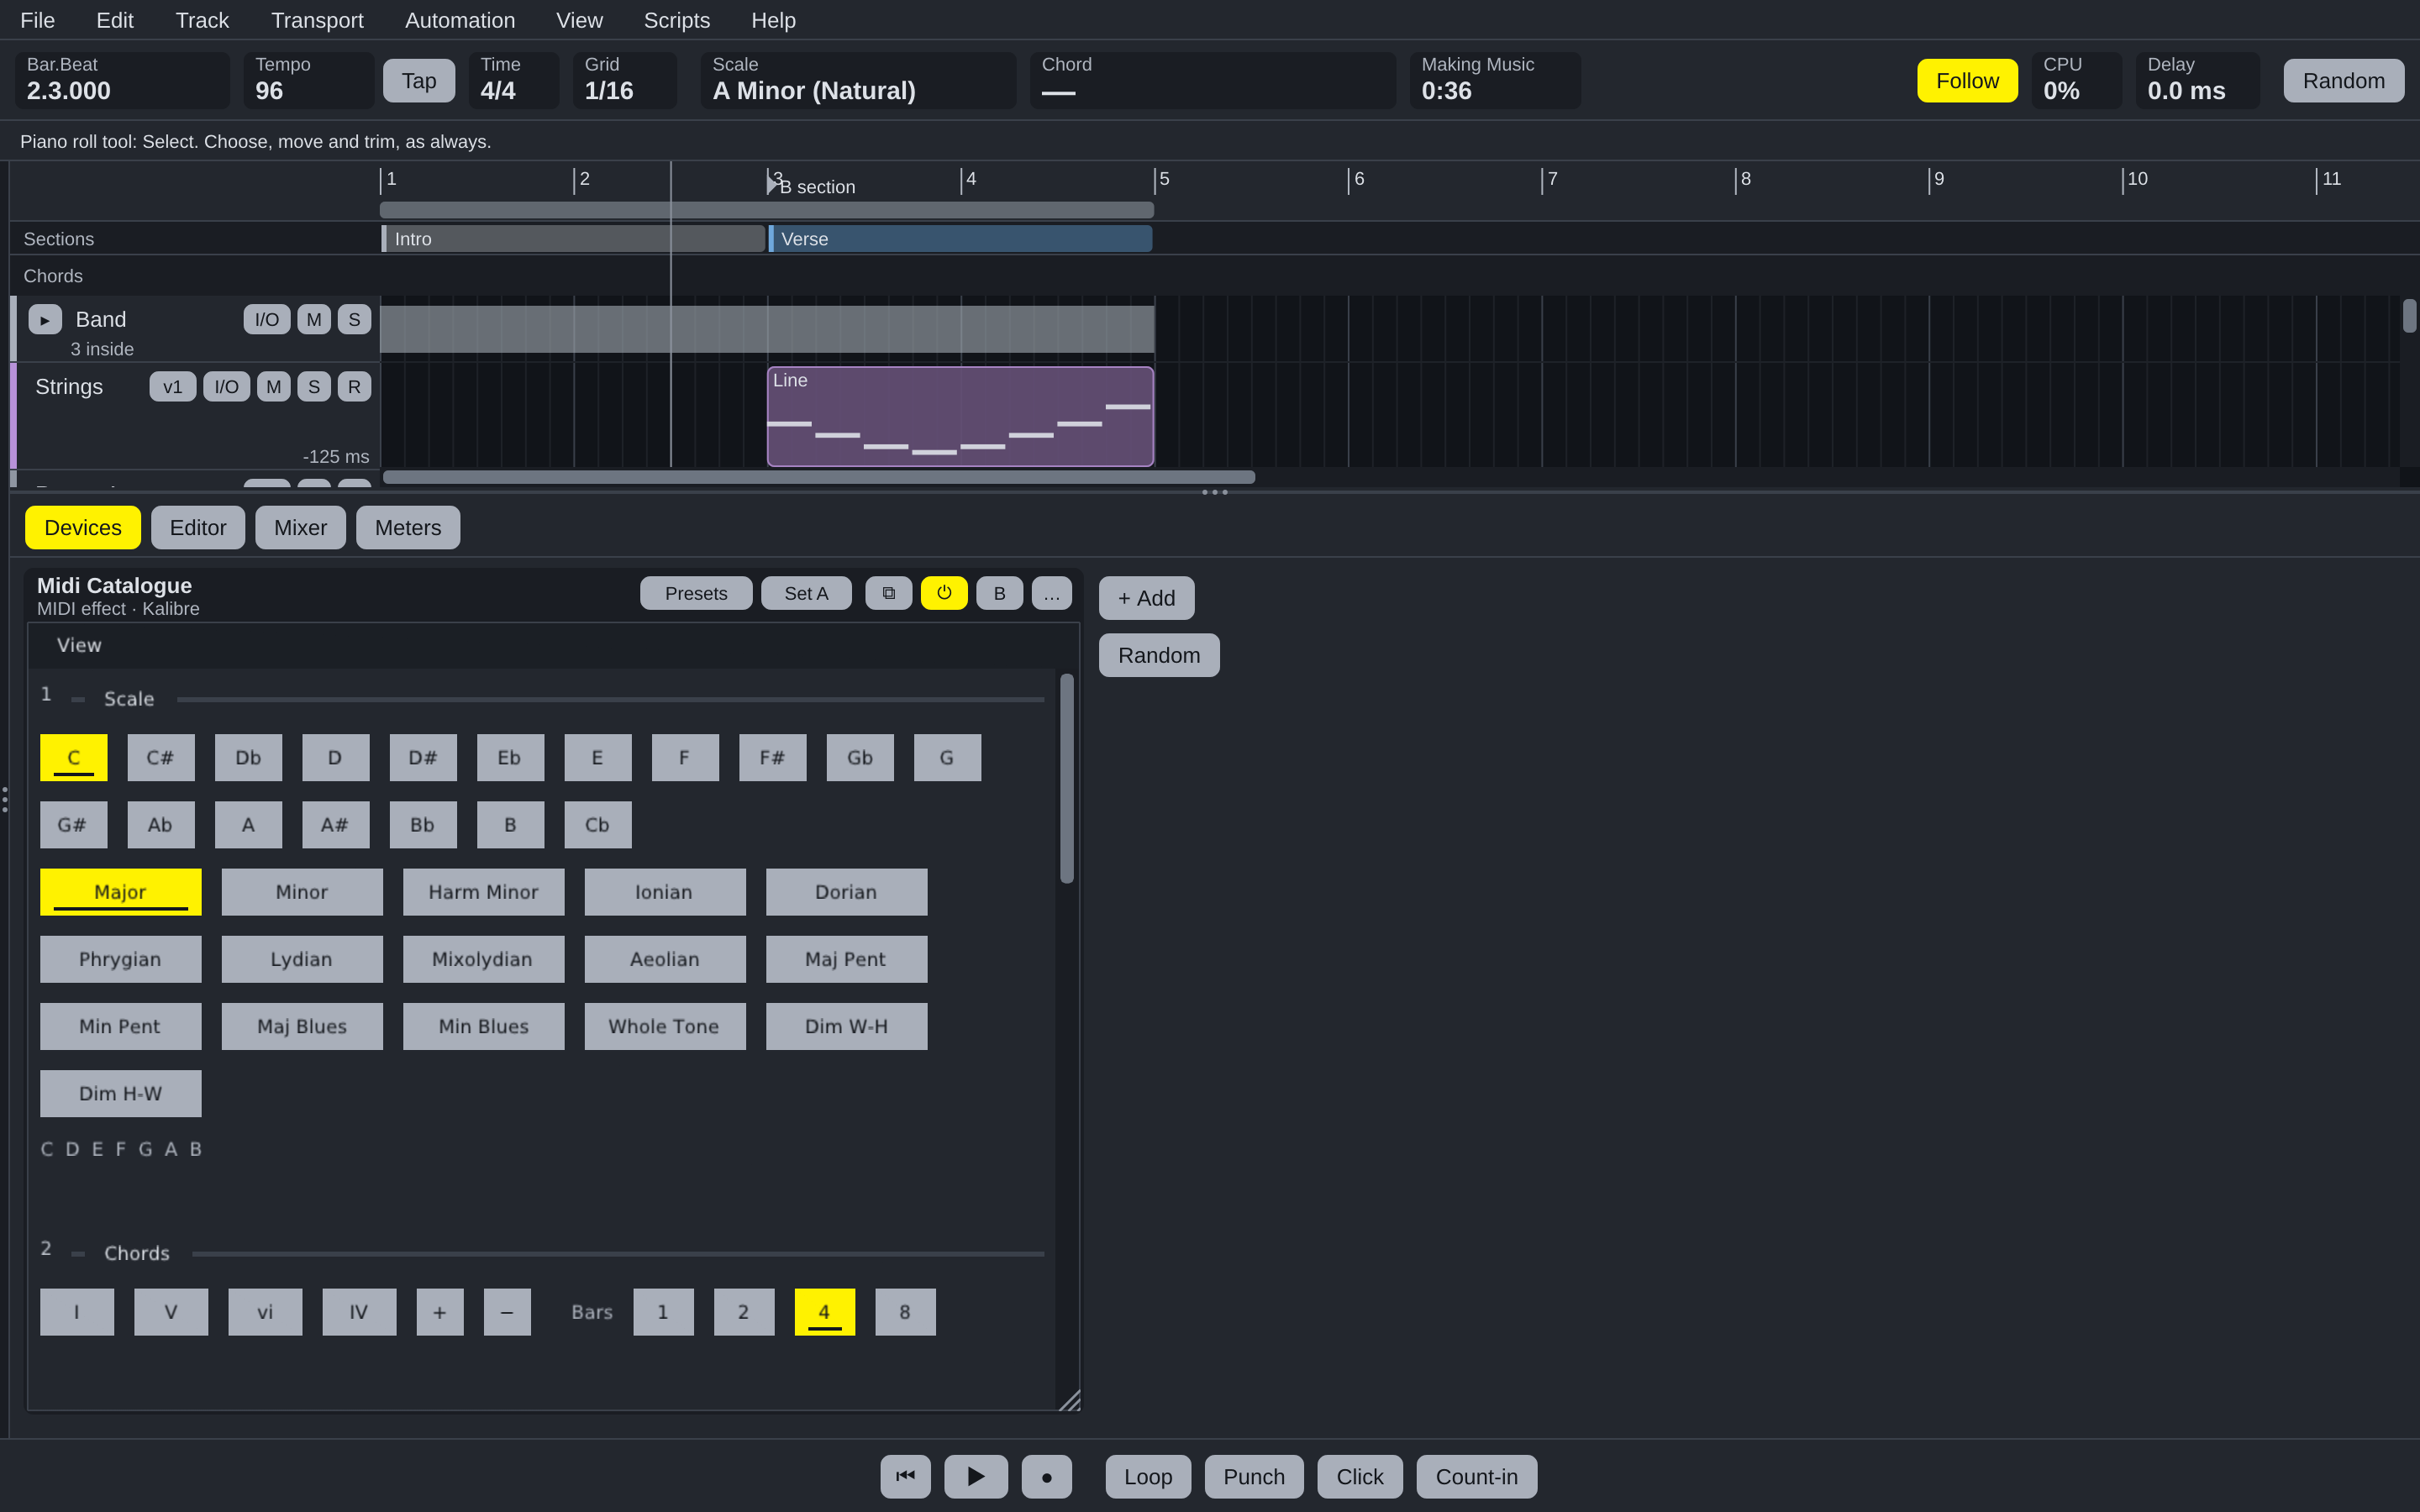 File Edit Track Transport Automation View Scripts Help
Bar.Beat Tempo Time Grid Scale Chord Making Music CPU Delay
2.3.000 96 Tap 4/4 1/16 A Minor (Natural) — 0:36 Follow 0% 0.0 ms Random
Piano roll tool: Select. Choose, move and trim, as always.
1 2 3 B section 4 5 6 7 8 9 10 11
Sections Intro Verse
Chords
▸ Band I/O M S
3 inside
Strings v1 I/O M S R Line
-125 ms
Devices Editor Mixer Meters
Midi Catalogue Presets Set A B … + Add
MIDI effect · Kalibre
View Random
1 Scale
C C# Db D D# Eb E F F# Gb G
G# Ab A A# Bb B Cb
Major Minor Harm Minor Ionian Dorian
Phrygian Lydian Mixolydian Aeolian Maj Pent
Min Pent Maj Blues Min Blues Whole Tone Dim W-H
Dim H-W
C D E F G A B
2 Chords
I V vi IV + − Bars 1 2 4 8
Loop Punch Click Count-in